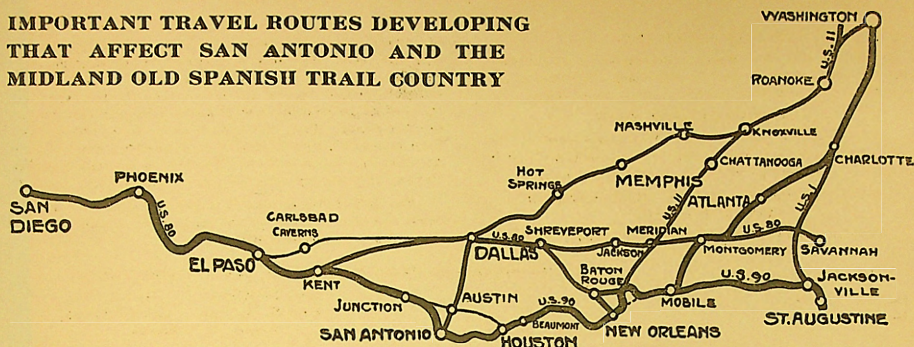 IMPORTANT TRAVEL ROUTES DEVELOPING
THAT AFFECT SAN ANTONIO AND THE
MIDLAND OLD SPANISH TRAIL COUNTRY
WASHINGTON
U.S. 11
ROANOKE
NASHVILLE
KNOXVILLE
HOT
SPRINGS
MEMPHIS
CHATTANOOGA
CHARLOTTE
PHOENIX
SAN
DIEGO
U.S. 80
CARLSBAD
CAVERNS
EL PASO
KENT
U.S. 80
DALLAS
SHREVEPORT
JACKSON
MERIDIAN
U.S. 11
ATLANTA
U.S. 1
U.S. 80
MONTGOMERY
SAVANNAH
JUNCTION
AUSTIN
BATON
ROUGE
MOBILE
U.S. 90
JACKSON-
VILLE
SAN ANTONIO
HOUSTON
BEAUMONT
U.S. 90
NEW ORLEANS
ST. AUGUSTINE